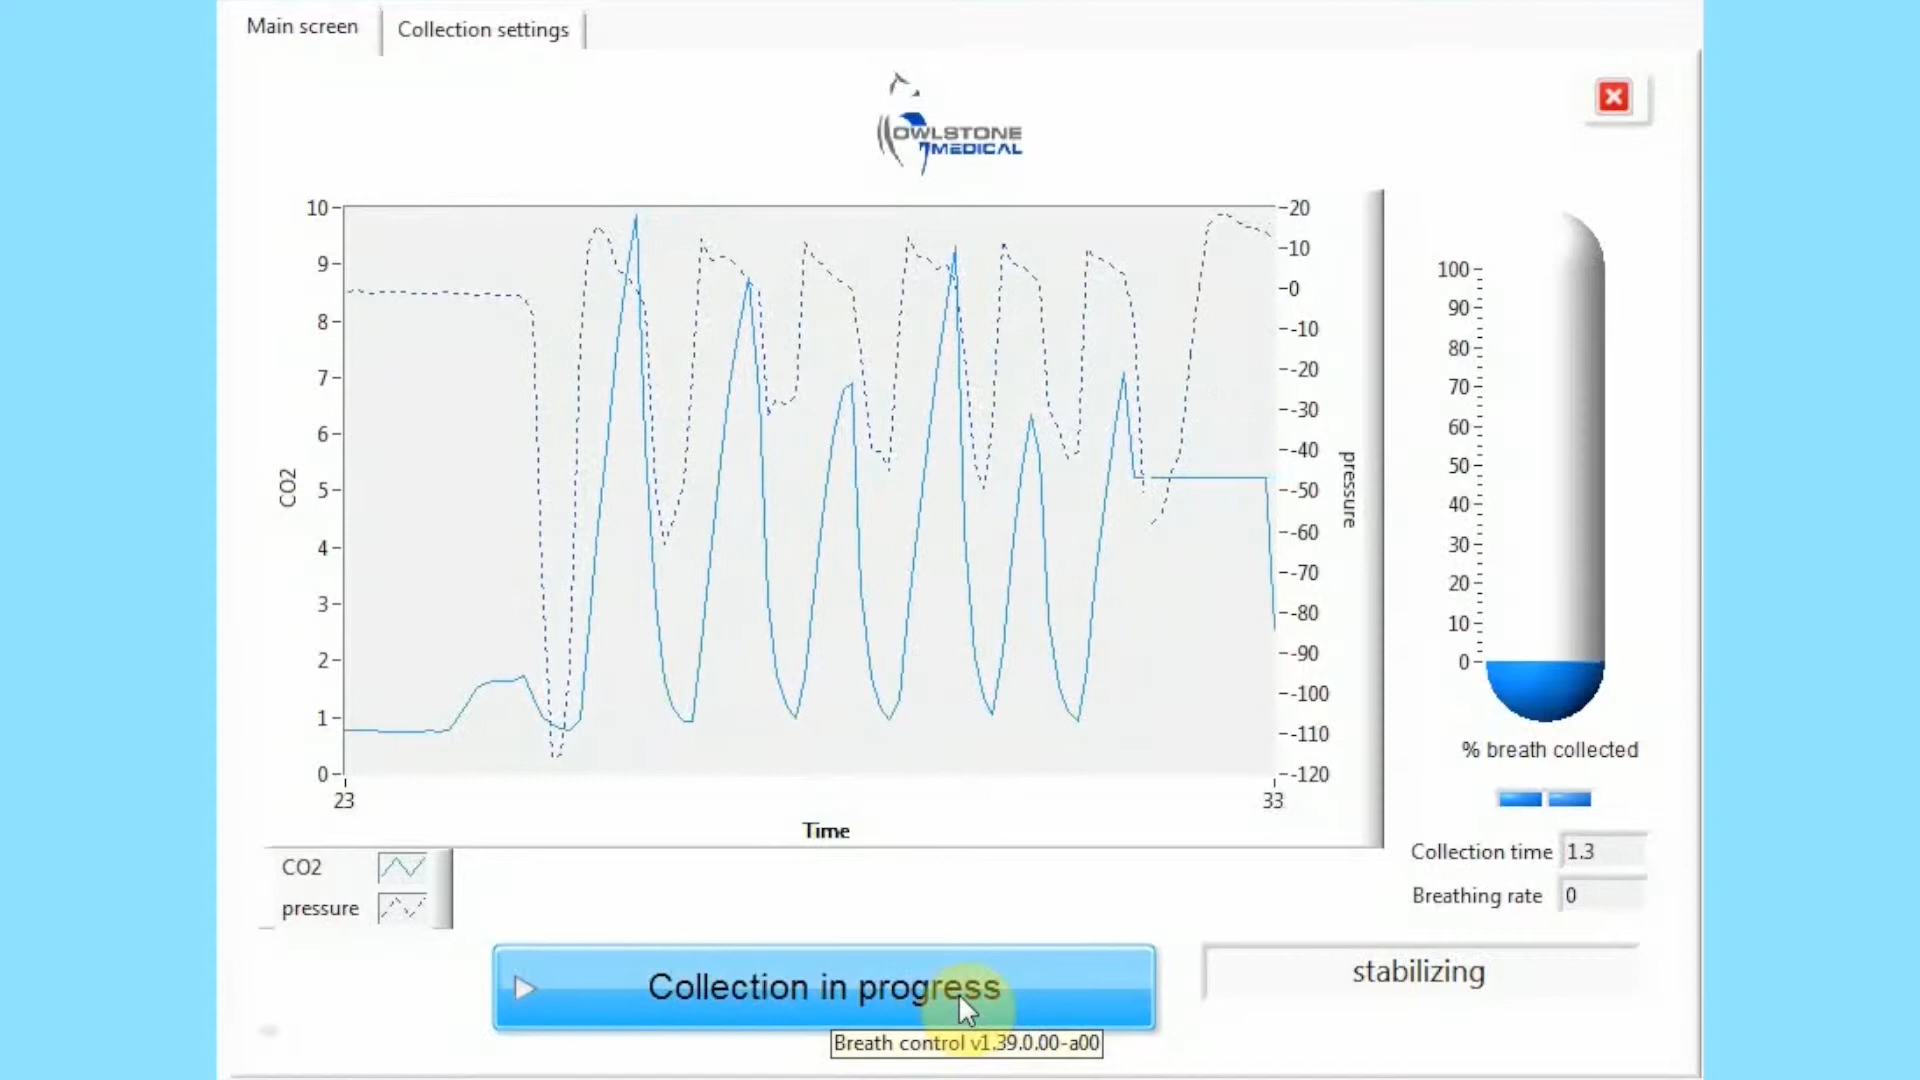 Main screen
Collection settings
OWLSTONE
MEDICAL
10
9
8
7
6
5
4
3
2
1
0
CO2
20
10
0
-10
-20
-30
-40
-50
-60
-70
-80
-90
-100
-110
-120
pressure
23
33
Time
100
90
80
70
60
50
40
30
20
10
0
% breath collected
Collection time 1.3
Breathing rate 0
CO2
pressure
Collection in progress
stabilizing
Breath control v1.39.0.00-a00